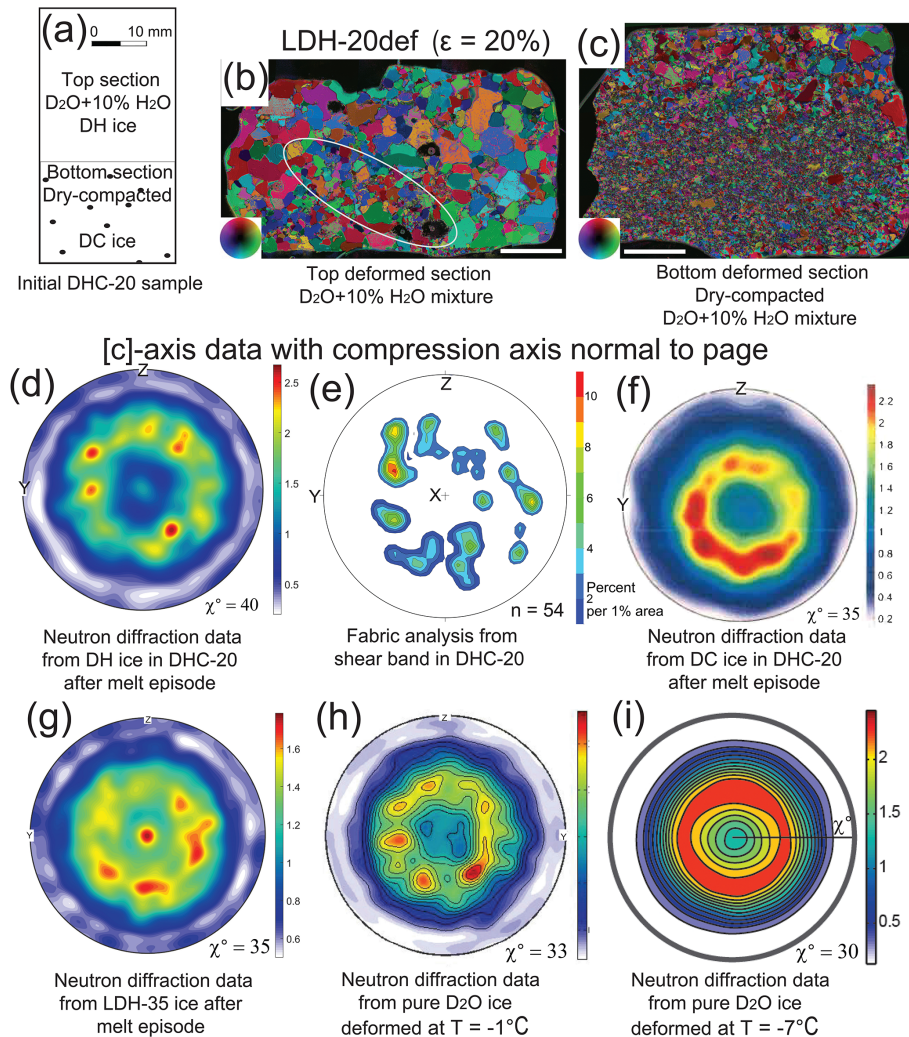 (a)
0 10 mm
Top section
D2O+10% H2O
DH ice
Bottom section
Dry-compacted
DC ice
Initial DHC-20 sample
LDH-20def (ε = 20%)
(b)
Top deformed section
D2O+10% H2O mixture
(c)
Bottom deformed section
Dry-compacted
D2O+10% H2O mixture
[c]-axis data with compression axis normal to page
(d)
Z
Y
2.5
2
1.5
1
0.5
χ° = 40
Neutron diffraction data
from DH ice in DHC-20
after melt episode
(e)
Z
Y
X
10
8
6
4
2
Percent
per 1% area
n = 54
Fabric analysis from
shear band in DHC-20
(f)
Z
Y
2.2
2
1.8
1.6
1.4
1.2
1
0.8
0.6
0.4
0.2
χ° = 35
Neutron diffraction data
from DC ice in DHC-20
after melt episode
(g)
Z
Y
1.6
1.4
1.2
1
0.8
0.6
χ° = 35
Neutron diffraction data
from LDH-35 ice after
melt episode
(h)
Z
Y
χ° = 33
Neutron diffraction data
from pure D2O ice
deformed at T = -1°C
(i)
χ°
2
1.5
1
0.5
χ° = 30
Neutron diffraction data
from pure D2O ice
deformed at T = -7°C